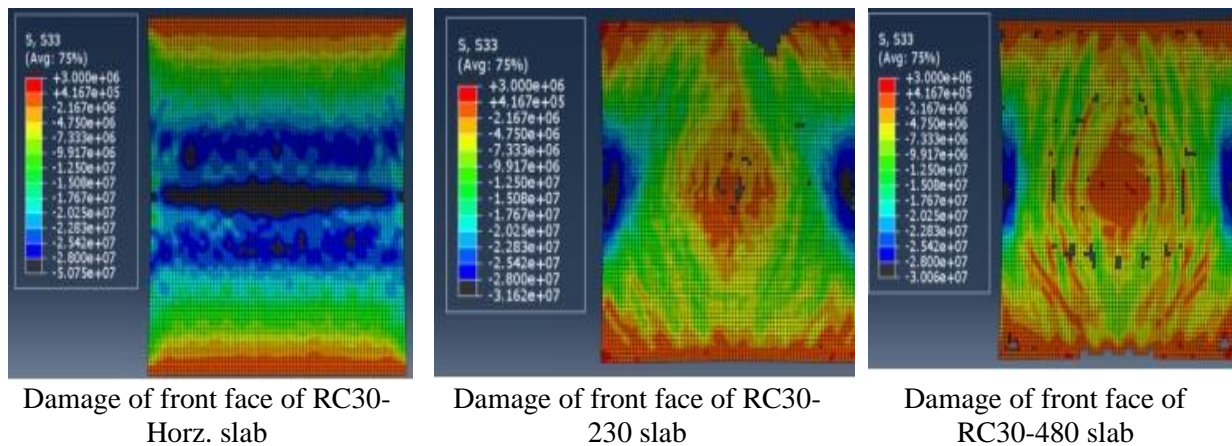 S, S33
(Avg: 75%)
+3.000e+06
+4.167e+05
-2.167e+06
-4.750e+06
-7.333e+06
-9.917e+06
-1.250e+07
-1.508e+07
-1.767e+07
-2.025e+07
-2.283e+07
-2.542e+07
-2.800e+07
-5.075e+07
Damage of front face of RC30-
Horz. slab
S, S33
(Avg: 75%)
+3.000e+06
+4.167e+05
-2.167e+06
-4.750e+06
-7.333e+06
-9.917e+06
-1.250e+07
-1.508e+07
-1.767e+07
-2.025e+07
-2.283e+07
-2.542e+07
-2.800e+07
-3.162e+07
Damage of front face of RC30-
230 slab
S, S33
(Avg: 75%)
+3.000e+06
+4.167e+05
-2.167e+06
-4.750e+06
-7.333e+06
-9.917e+06
-1.250e+07
-1.508e+07
-1.767e+07
-2.025e+07
-2.283e+07
-2.542e+07
-2.800e+07
-3.006e+07
Damage of front face of
RC30-480 slab